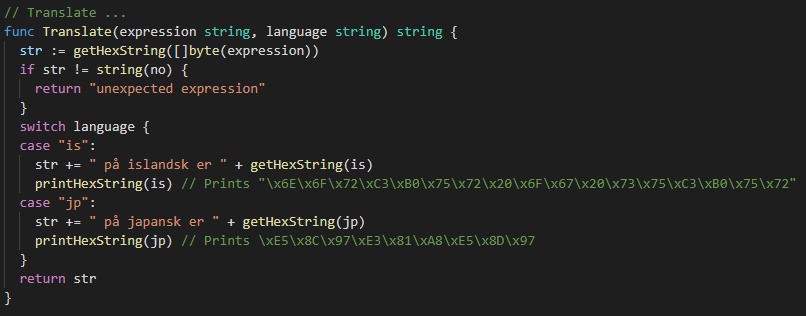 // Translate ...
func Translate(expression string, language string) string {
  str := getHexString([]byte(expression))
  if str != string(no) {
    return "unexpected expression"
  }
  switch language {
  case "is":
    str += " på islandsk er " + getHexString(is)
    printHexString(is) // Prints "\x6E\x6F\x72\xC3\xB0\x75\x72\x20\x6F\x67\x20\x73\x75\xC3\xB0\x75\x72"
  case "jp":
    str += " på japansk er " + getHexString(jp)
    printHexString(jp) // Prints \xE5\x8C\x97\xE3\x81\xA8\xE5\x8D\x97
  }
  return str
}